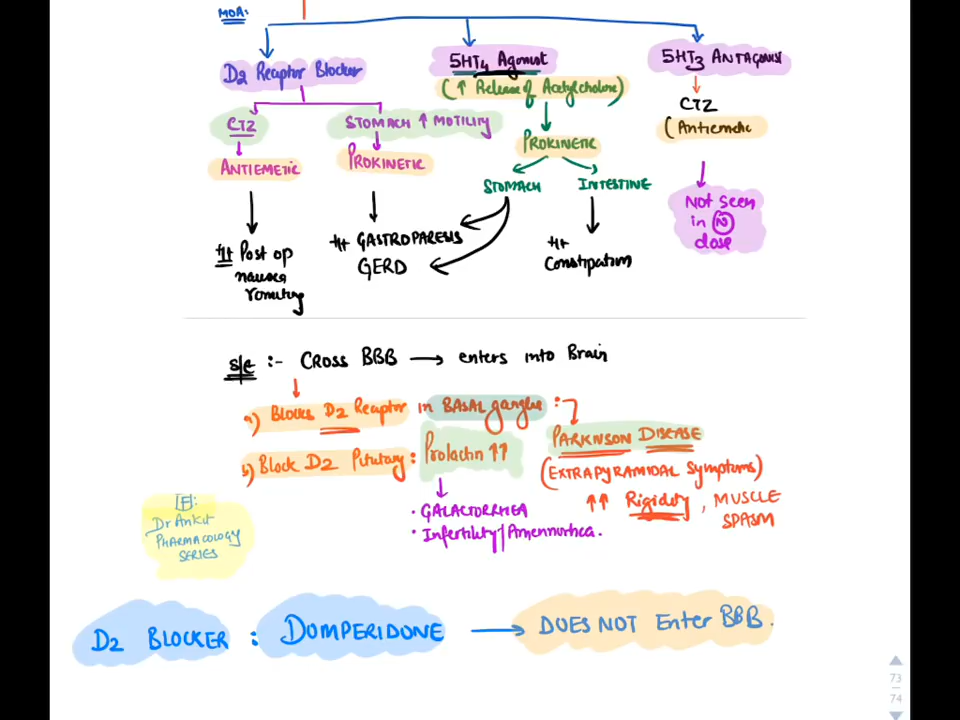 MOA:
D2 Raptor Blocker
5HT4 Agonist
5HT3 ANTAGONIST
(↑ Release of Acetylcholine)
CTZ
STOMACH ↑ MOTILITY
CTZ
(Antiemetic
ANTIEMETIC
PROKINETIC
PROKINETIC
STOMACH
INTESTINE
Not seen
in N
dose
Post op
nausea
vomiting
GASTROPARESIS
GERD
Constipation
S/E :- CROSS BBB → enters into Brain
a) Blocks D2 Receptor in BASAL ganglia :
PARKINSON DISEASE
b) Block D2 Pitutary : Prolactin ↑↑
(EXTRAPYRAMIDAL Symptoms)
↑↑ Rigidity, MUSCLE
SPASM
• GALACTORRHEA
• Infertility/Amennorhea.
Dr Ankit
PHARMACOLOGY
SERIES
D2 BLOCKER : DOMPERIDONE → DOES NOT Enter BBB.
73
74